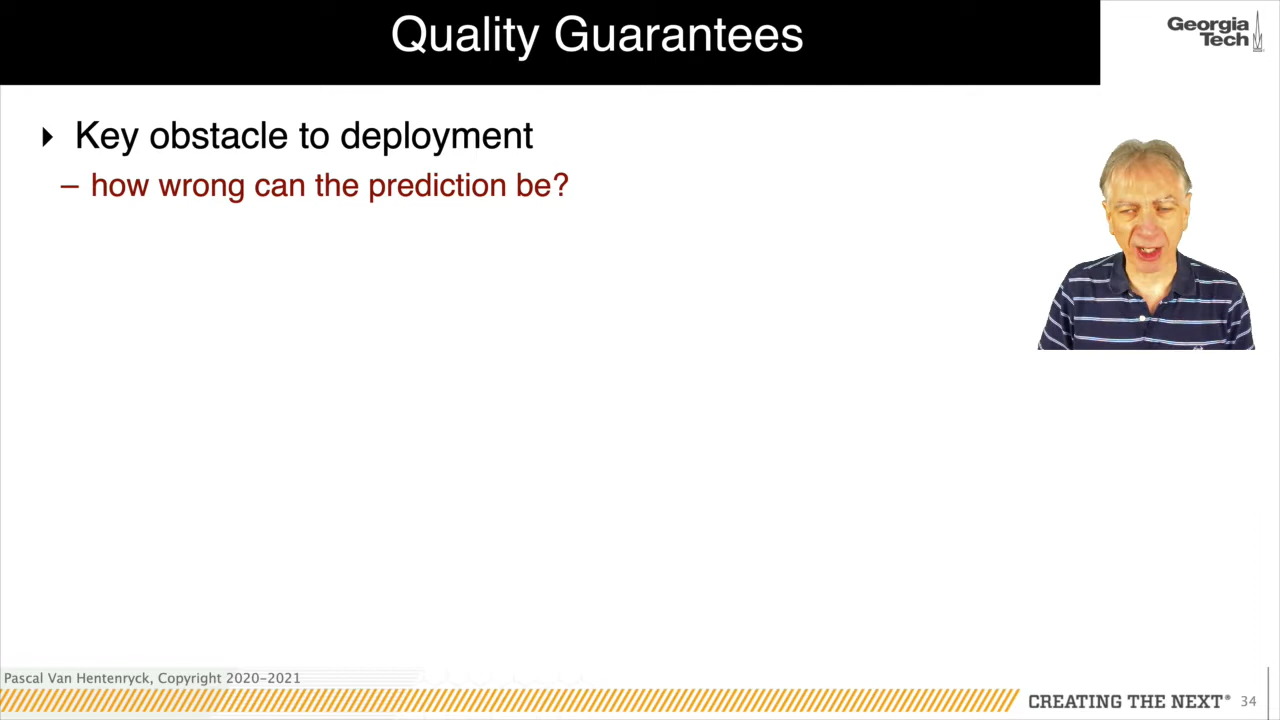 Quality Guarantees
Georgia
Tech
Key obstacle to deployment
– how wrong can the prediction be?
Pascal Van Hentenryck, Copyright 2020-2021
CREATING THE NEXT®
34